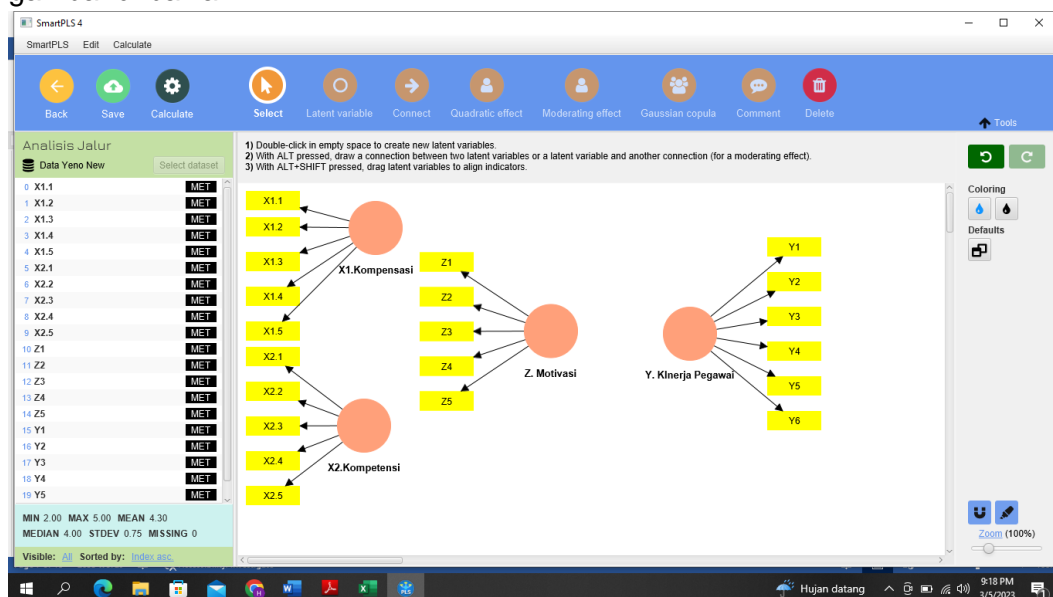 SmartPLS 4
SmartPLS Edit Calculate
Back Save Calculate Select Latent variable Connect Quadratic effect Moderating effect Gaussian copula Comment Delete
Tools
Analisis Jalur
Data Yeno New Select dataset
0 X1.1 MET
1 X1.2 MET
2 X1.3 MET
3 X1.4 MET
4 X1.5 MET
5 X2.1 MET
6 X2.2 MET
7 X2.3 MET
8 X2.4 MET
9 X2.5 MET
10 Z1 MET
11 Z2 MET
12 Z3 MET
13 Z4 MET
14 Z5 MET
15 Y1 MET
16 Y2 MET
17 Y3 MET
18 Y4 MET
19 Y5 MET
MIN 2.00 MAX 5.00 MEAN 4.30
MEDIAN 4.00 STDEV 0.75 MISSING 0
Visible: All Sorted by: Index asc.
1) Double-click in empty space to create new latent variables.
2) With ALT pressed, draw a connection between two latent variables or a latent variable and another connection (for a moderating effect).
3) With ALT+SHIFT pressed, drag latent variables to align indicators.
X1.1
X1.2
X1.3
X1.4
X1.5
X1.Kompensasi
X2.1
X2.2
X2.3
X2.4
X2.5
X2.Kompetensi
Z1
Z2
Z3
Z4
Z5
Z. Motivasi
Y. KInerja Pegawai
Y1
Y2
Y3
Y4
Y5
Y6
Coloring
Defaults
Zoom (100%)
Hujan datang
9:18 PM
3/5/2023